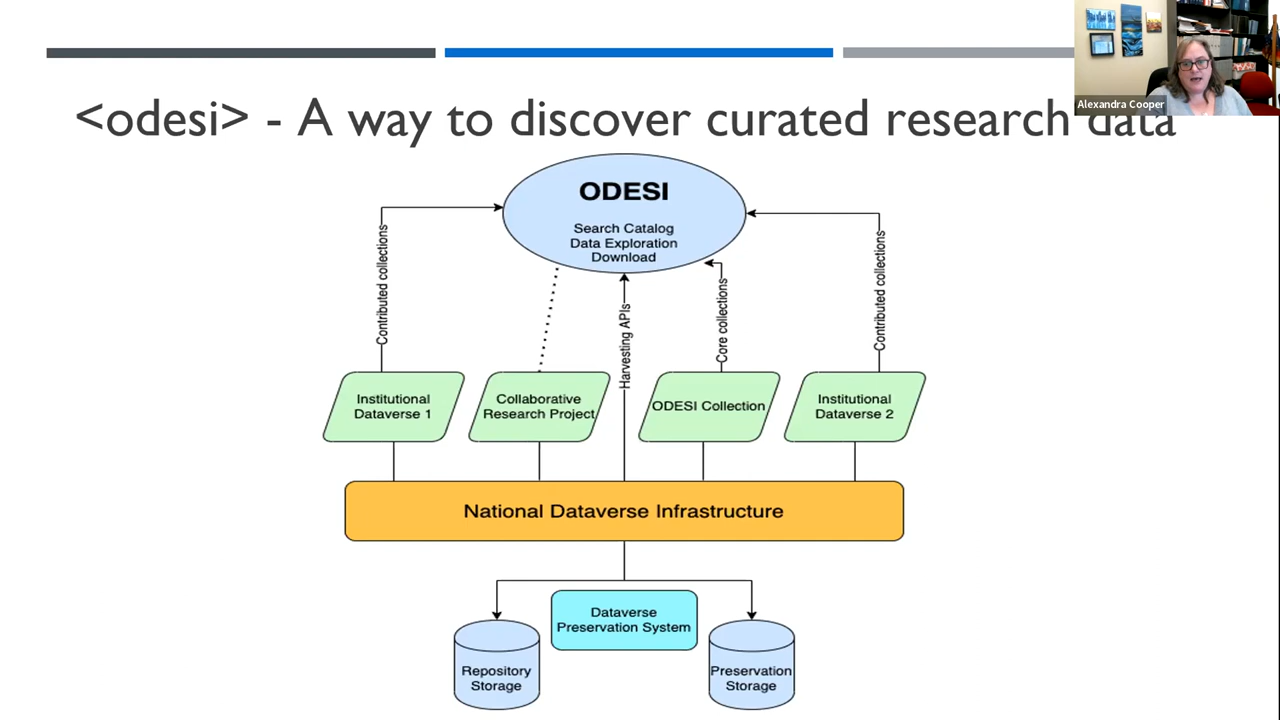 Alexandra Cooper
<odesi> - A way to discover curated research data
ODESI
Search Catalog
Data Exploration
Download
Contributed collections
Harvesting APIs
Core collections
Contributed collections
Institutional
Dataverse 1
Collaborative
Research Project
ODESI Collection
Institutional
Dataverse 2
National Dataverse Infrastructure
Dataverse
Preservation System
Repository
Storage
Preservation
Storage